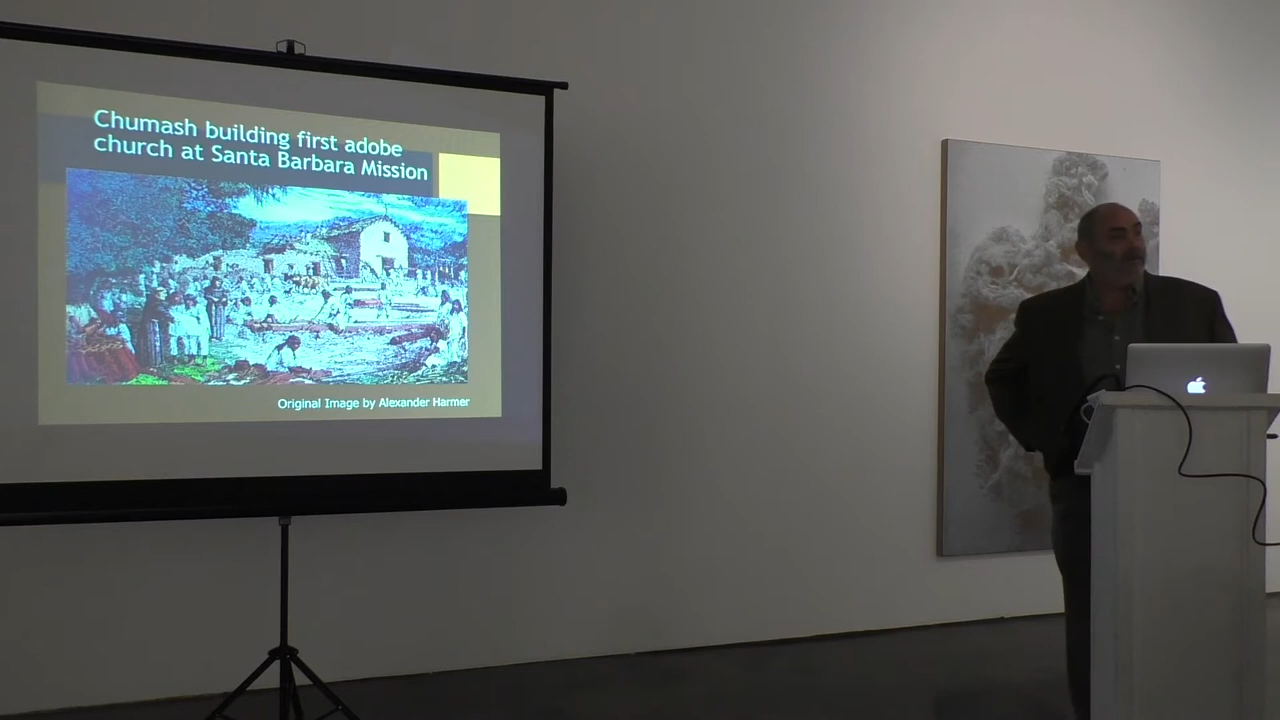 Chumash building first adobe
church at Santa Barbara Mission
Original Image by Alexander Harmer